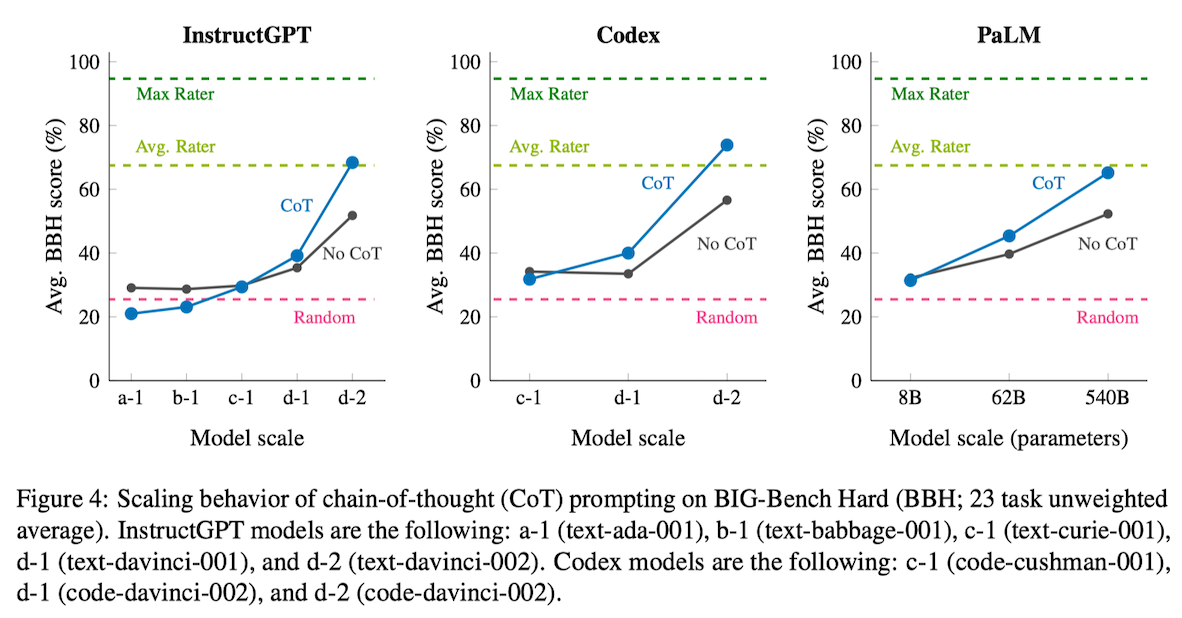 InstructGPT
100
80
60
40
20
0
Avg. BBH score (%)
Max Rater
Avg. Rater
CoT
No CoT
Random
a-1 b-1 c-1 d-1 d-2
Model scale
Codex
100
80
60
40
20
0
Avg. BBH score (%)
Max Rater
Avg. Rater
CoT
No CoT
Random
c-1 d-1 d-2
Model scale
PaLM
100
80
60
40
20
0
Avg. BBH score (%)
Max Rater
Avg. Rater
CoT
No CoT
Random
8B 62B 540B
Model scale (parameters)
Figure 4: Scaling behavior of chain-of-thought (CoT) prompting on BIG-Bench Hard (BBH; 23 task unweighted
average). InstructGPT models are the following: a-1 (text-ada-001), b-1 (text-babbage-001), c-1 (text-curie-001),
d-1 (text-davinci-001), and d-2 (text-davinci-002). Codex models are the following: c-1 (code-cushman-001),
d-1 (code-davinci-002), and d-2 (code-davinci-002).